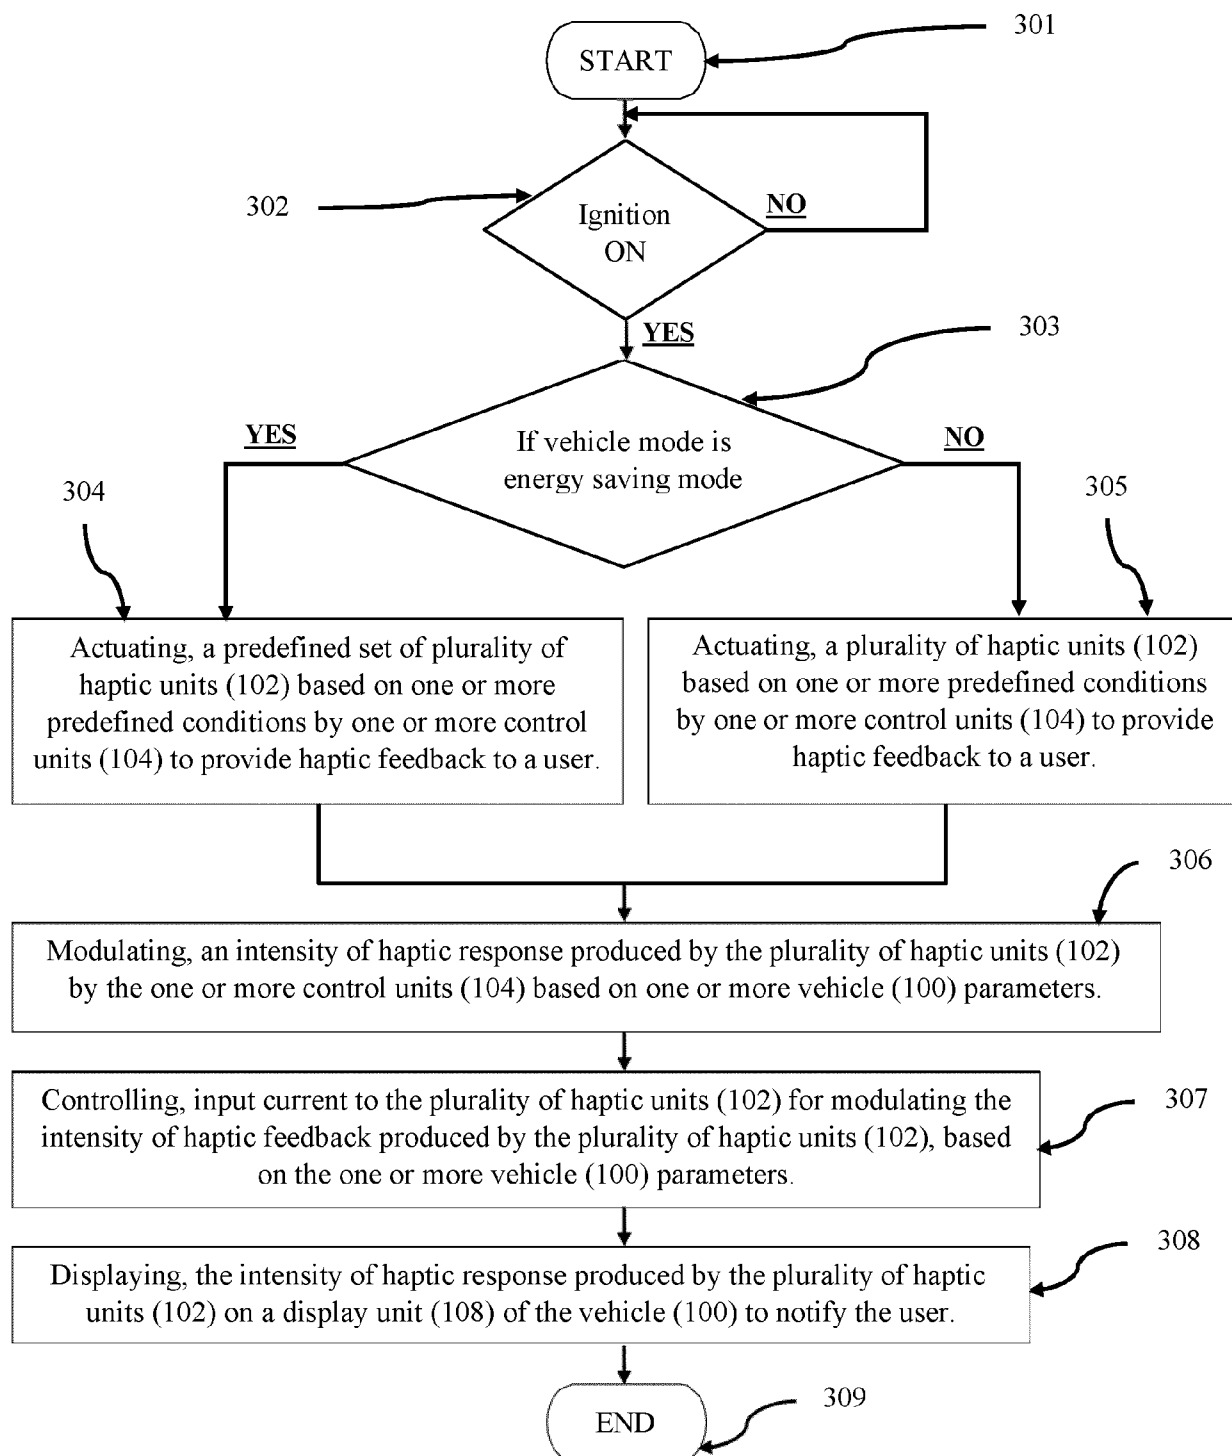 301
START
302
Ignition
ON
NO
YES
303
YES
If vehicle mode is
energy saving mode
NO
304
305
Actuating, a predefined set of plurality of
haptic units (102) based on one or more
predefined conditions by one or more control
units (104) to provide haptic feedback to a user.
Actuating, a plurality of haptic units (102)
based on one or more predefined conditions
by one or more control units (104) to provide
haptic feedback to a user.
306
Modulating, an intensity of haptic response produced by the plurality of haptic units (102)
by the one or more control units (104) based on one or more vehicle (100) parameters.
Controlling, input current to the plurality of haptic units (102) for modulating the
intensity of haptic feedback produced by the plurality of haptic units (102), based
on the one or more vehicle (100) parameters.
307
308
Displaying, the intensity of haptic response produced by the plurality of haptic
units (102) on a display unit (108) of the vehicle (100) to notify the user.
309
END